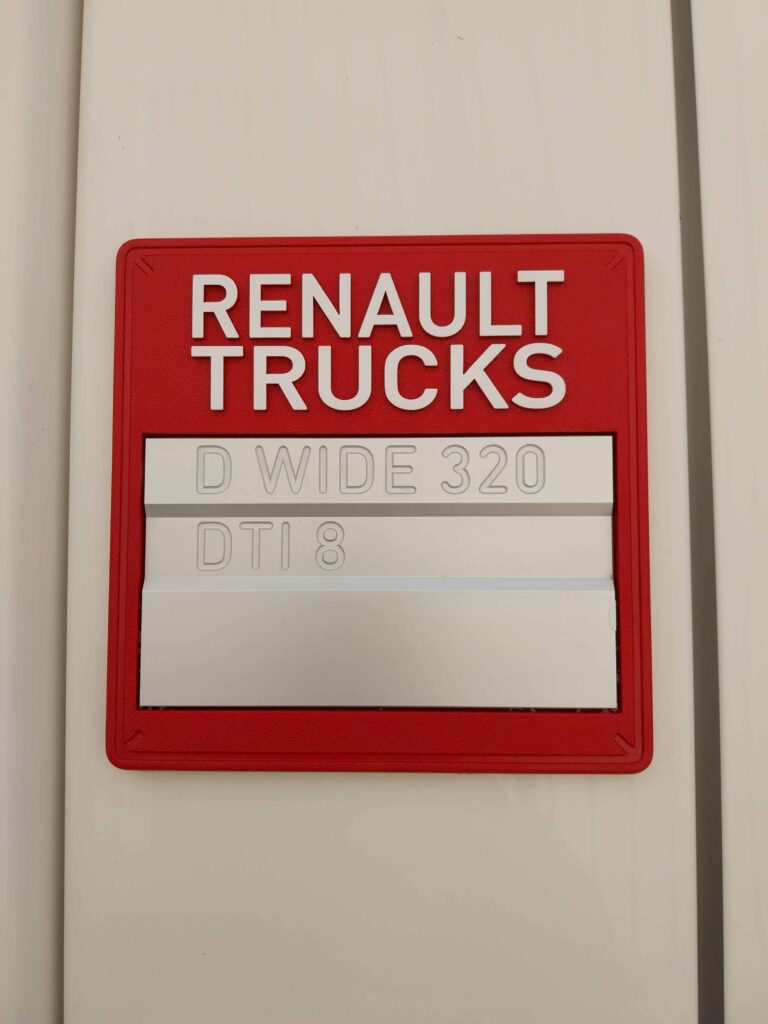 RENAULT
TRUCKS
D WIDE 320
DTI 8